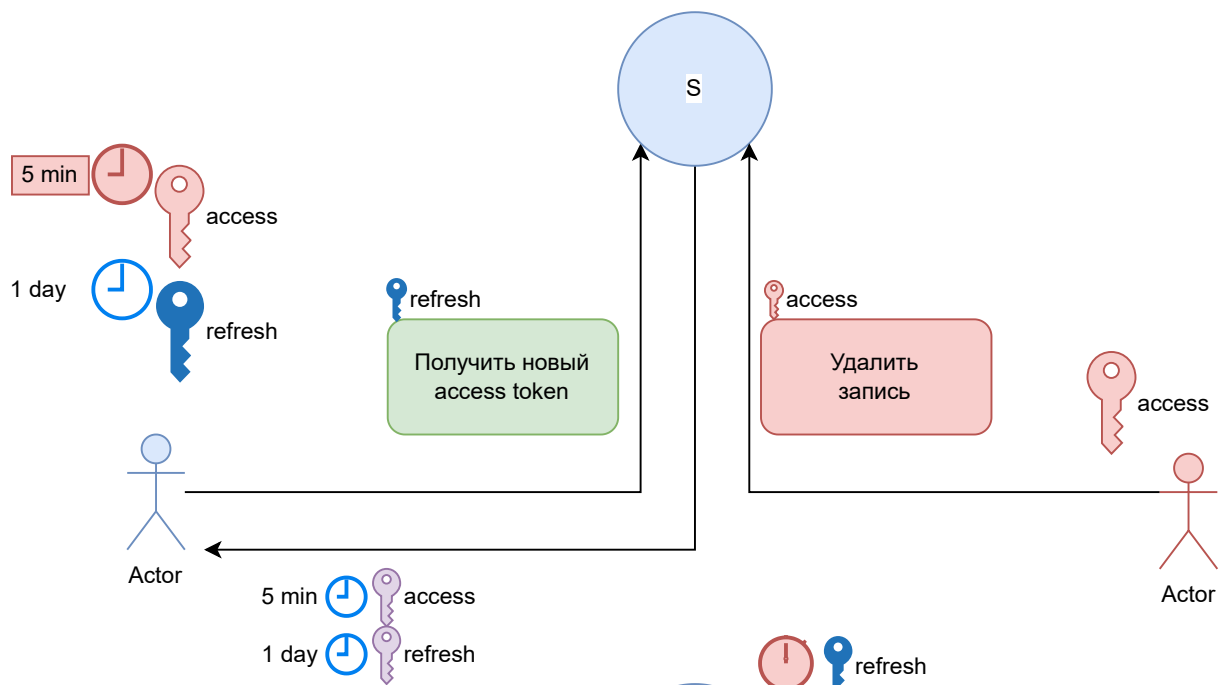 S
5 min
access
1 day
refresh
refresh
access
Получить новый
access token
Удалить
запись
access
Actor
Actor
5 min
access
1 day
refresh
refresh